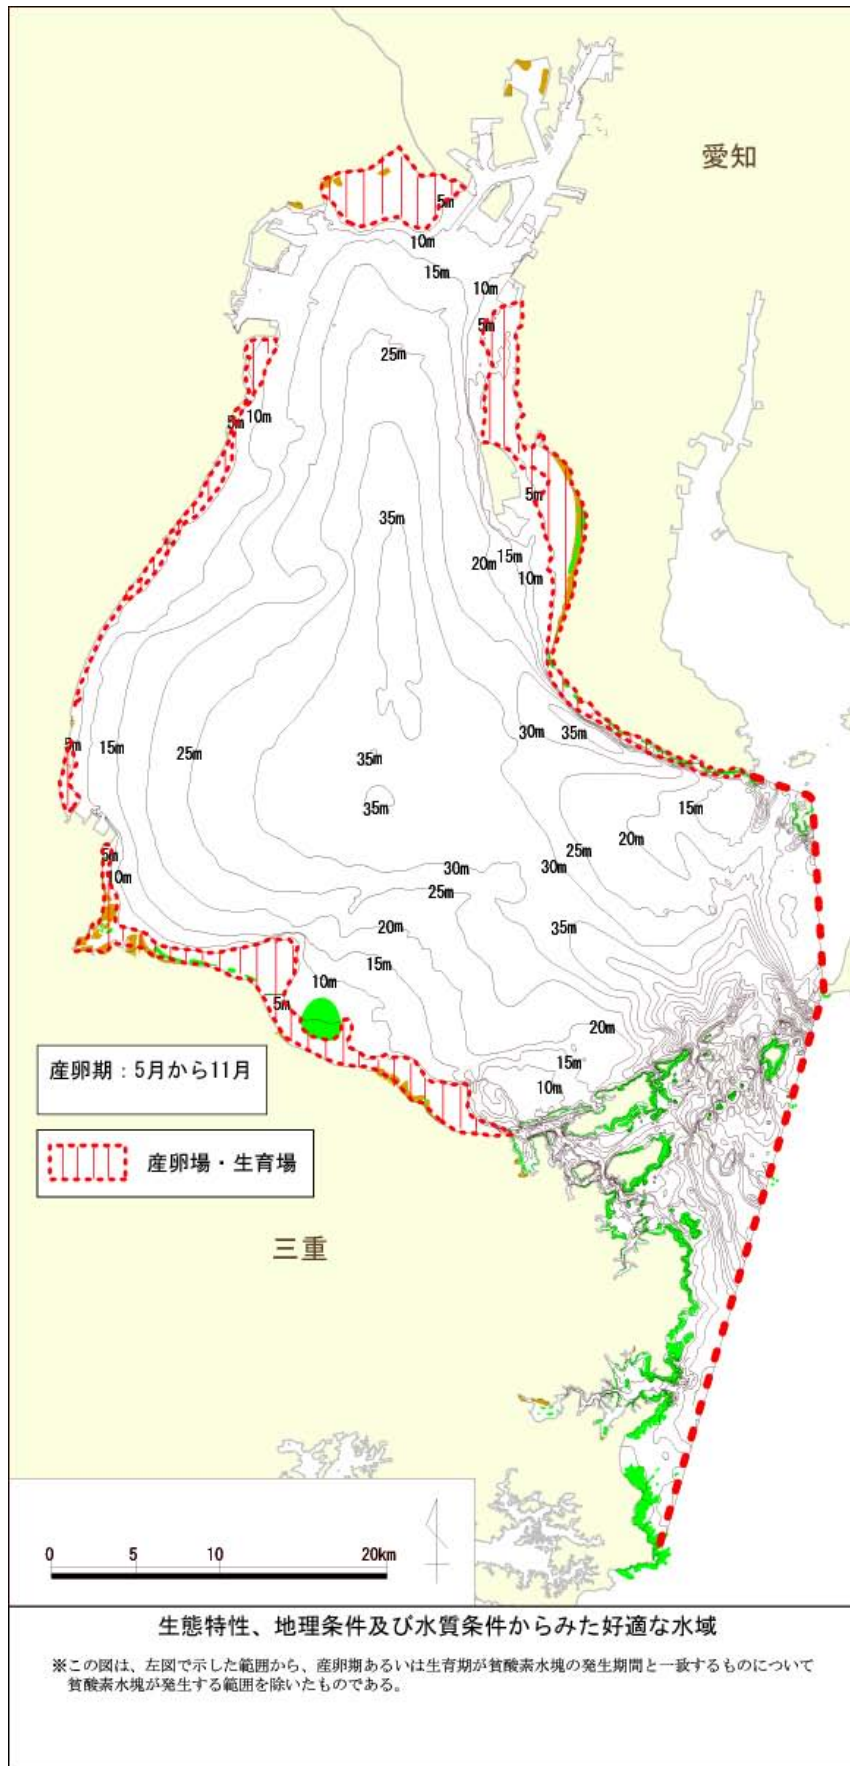 愛知
5m
10m
15m
10m
5m
25m
10m
5m
5m
35m
15m
20m
10m
30m
35m
5m
15m
25m
35m
15m
35m
20m
25m
5m
30m
30m
10m
25m
20m
35m
15m
10m
5m
20m
15m
10m
産卵期：5月から11月
産卵場・生育場
三重
0 5 10 20km
生態特性、地理条件及び水質条件からみた好適な水域
※この図は、左図で示した範囲から、産卵期あるいは生育期が貧酸素水塊の発生期間と一致するものについて
貧酸素水塊が発生する範囲を除いたものである。